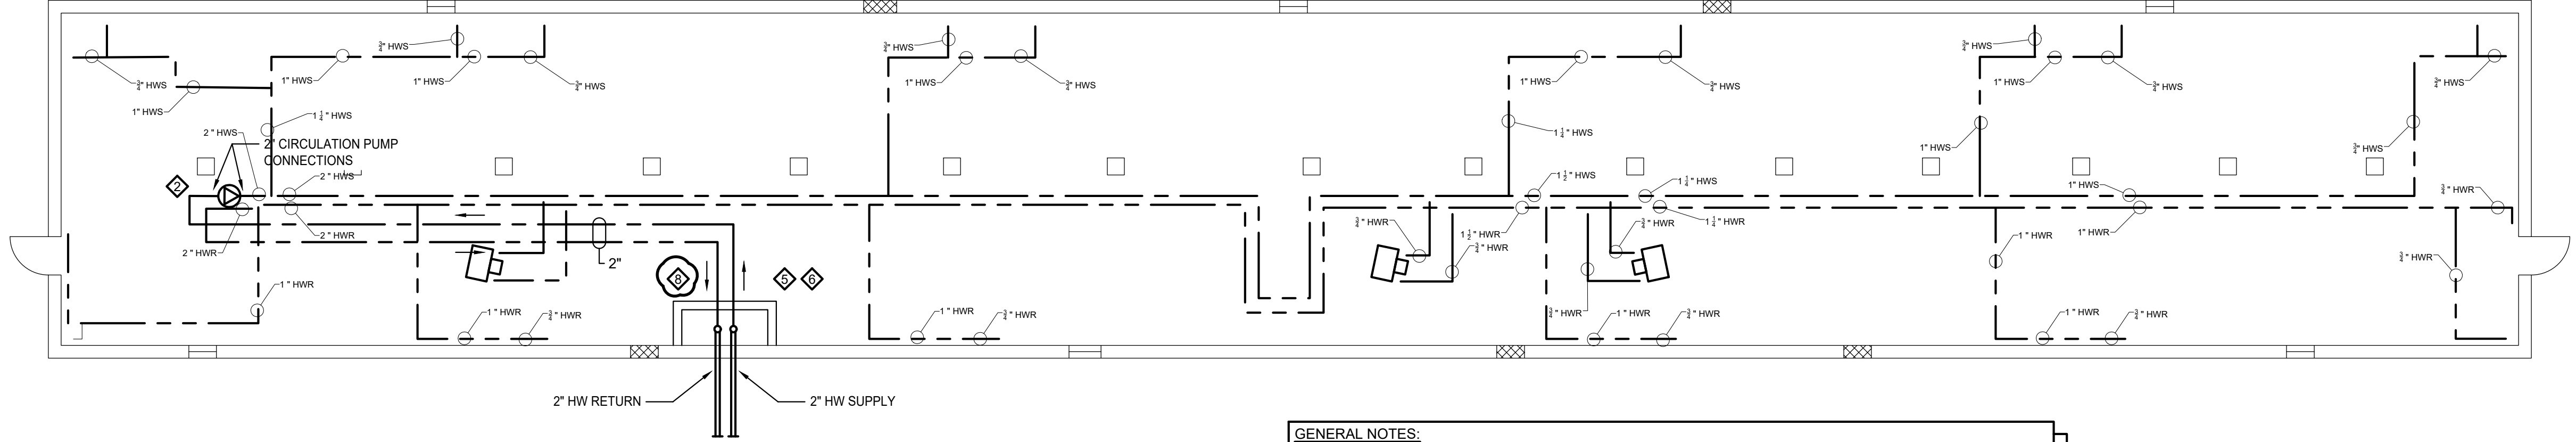 ¾" HWS
¾" HWS
¾" HWS
1" HWS
1" HWS
¾" HWS
1" HWS
¾" HWS
1" HWS
¾" HWS
1" HWS
¾" HWS
¾" HWS
¾" HWS
1" HWS
1 ¼ " HWS
2 " HWS
2" CIRCULATION PUMP
CONNECTIONS
1 ¼ " HWS
1" HWS
¾" HWS
2
2 " HWS
1 ½ " HWS
1 ¼ " HWS
1" HWS
¾ " HWR
2 " HWR
2 " HWR
¾ " HWR
1 ½ " HWR
¾ " HWR
¾ " HWR
1 ¼ " HWR
1 " HWR
1" HWR
¾ " HWR
2"
8
5
6
1 " HWR
1 " HWR
¾ " HWR
1 " HWR
¾ " HWR
¾ " HWR
1 " HWR
¾ " HWR
1 " HWR
¾ " HWR
2" HW RETURN
2" HW SUPPLY
GENERAL NOTES: